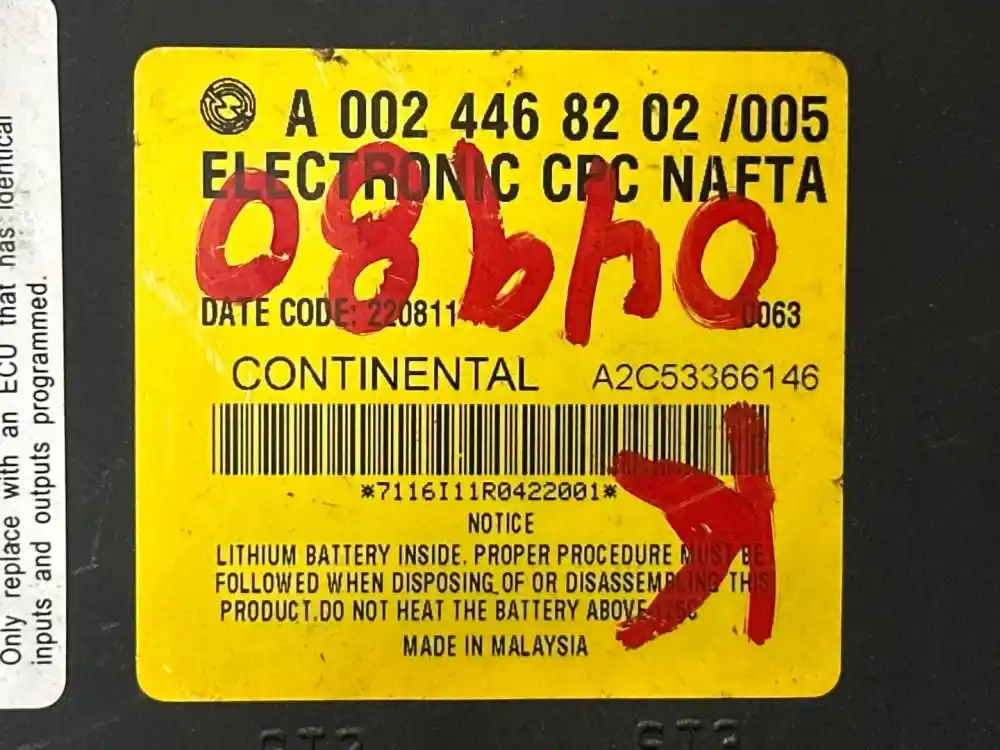 Only replace with an ECU that has identical
inputs and outputs programmed.
A 002 446 82 02 /005
ELECTRONIC CPC NAFTA
DATE CODE: 220811 0063
CONTINENTAL A2C53366146
*7116I11R0422001*
NOTICE
LITHIUM BATTERY INSIDE. PROPER PROCEDURE MUST BE
FOLLOWED WHEN DISPOSING OF OR DISASSEMBLING THIS
PRODUCT.DO NOT HEAT THE BATTERY ABOVE
MADE IN MALAYSIA
K
04980